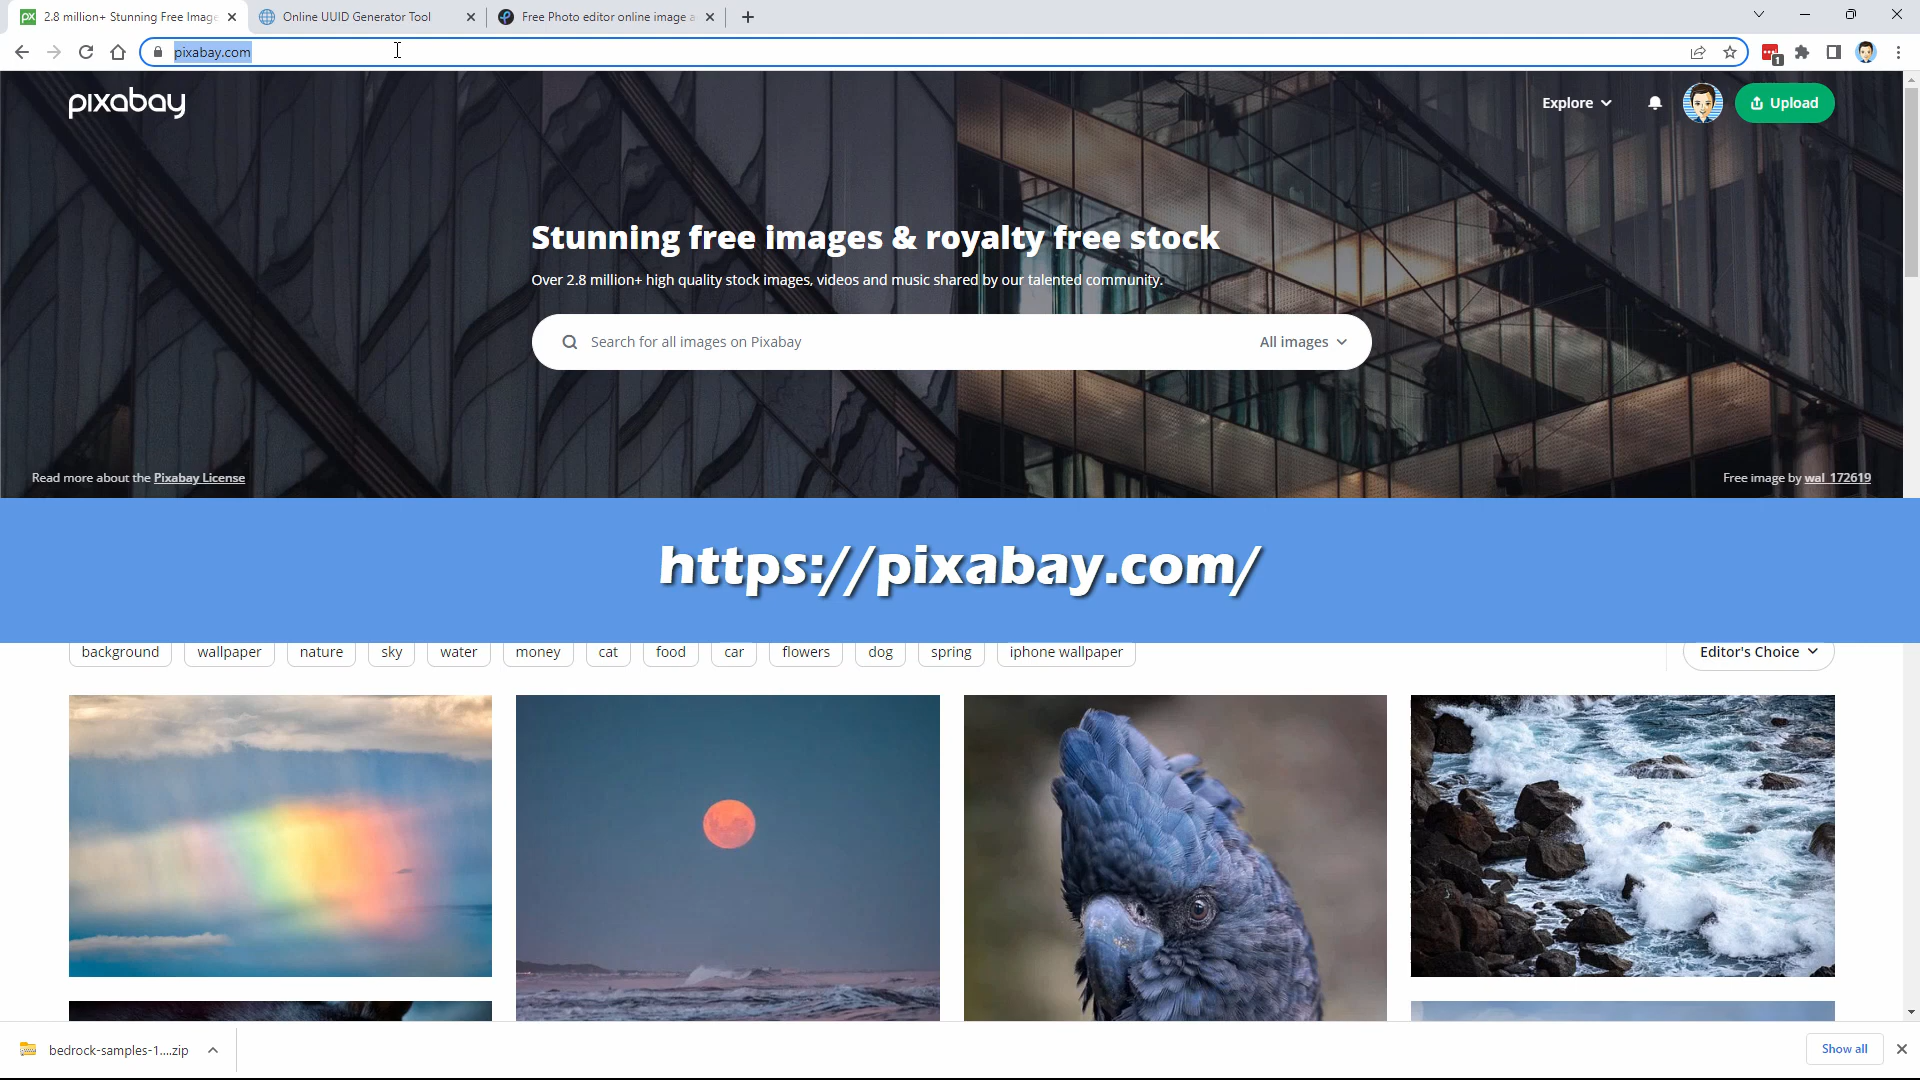 2.8 million+ Stunning Free Image
Online UUID Generator Tool
Free Photo editor online image a
pixabay.com
1
pixabay
Explore
Upload
Stunning free images & royalty free stock
Over 2.8 million+ high quality stock images, videos and music shared by our talented community.
Search for all images on Pixabay
All images
Read more about the Pixabay License
Free image by wal_172619
https://pixabay.com/
background
wallpaper
nature
sky
water
money
cat
food
car
flowers
dog
spring
iphone wallpaper
Editor's Choice
bedrock-samples-1....zip
Show all